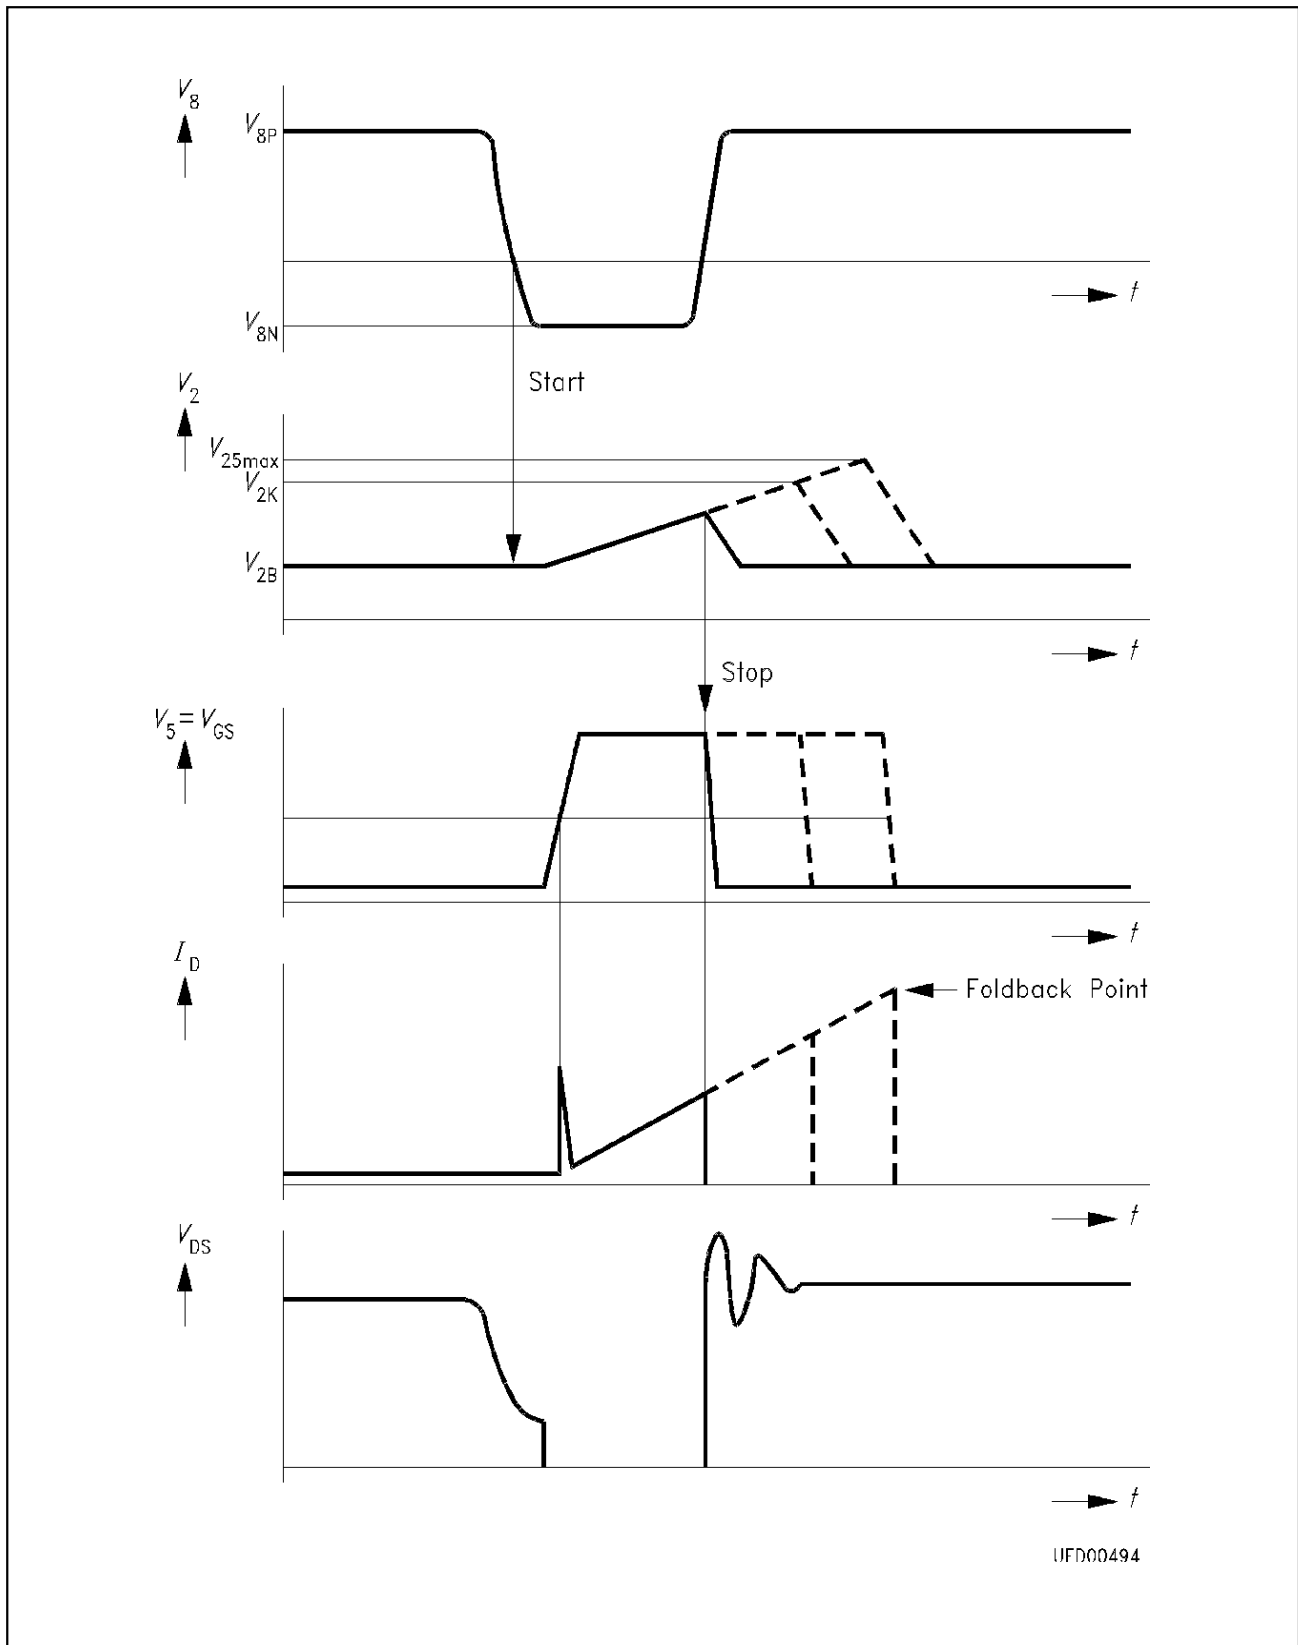 V8
V8P
t
V8N
Start
V2
V25max
V2K
V2B
t
Stop
V5=VGS
t
ID
Foldback Point
t
VDS
t
UFD00494